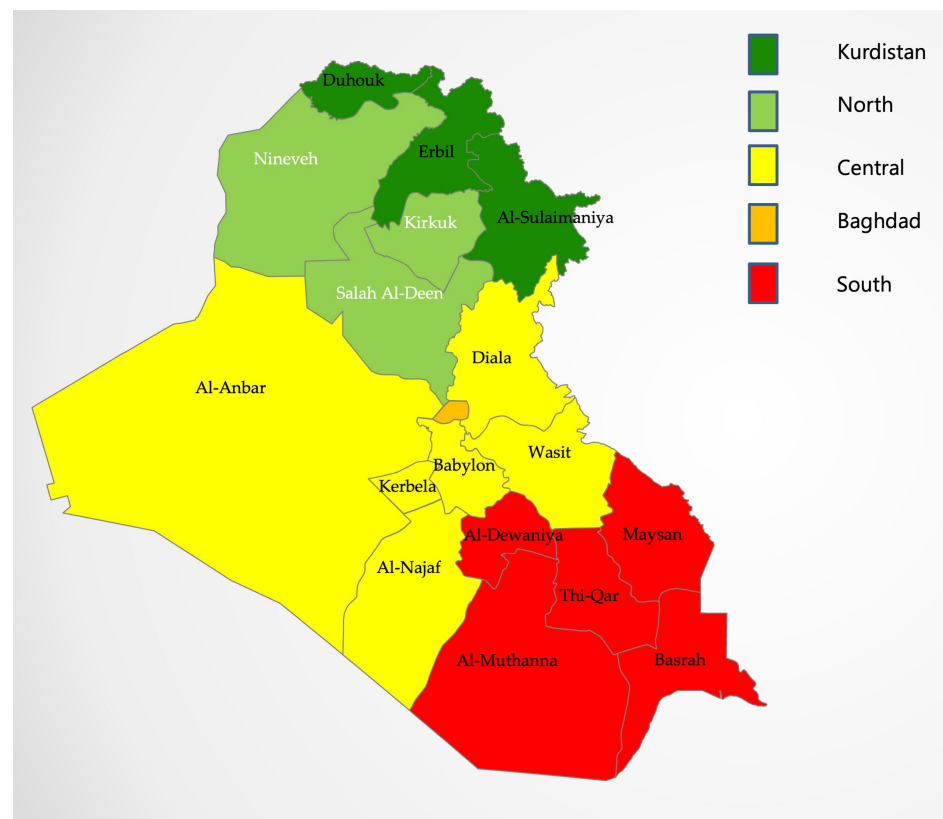 Kurdistan
North
Central
Baghdad
South
Duhouk
Nineveh
Erbil
Kirkuk
Al-Sulaimaniya
Salah Al-Deen
Diala
Al-Anbar
Wasit
Babylon
Kerbela
Al-Dewaniya
Maysan
Al-Najaf
Thi-Qar
Al-Muthanna
Basrah